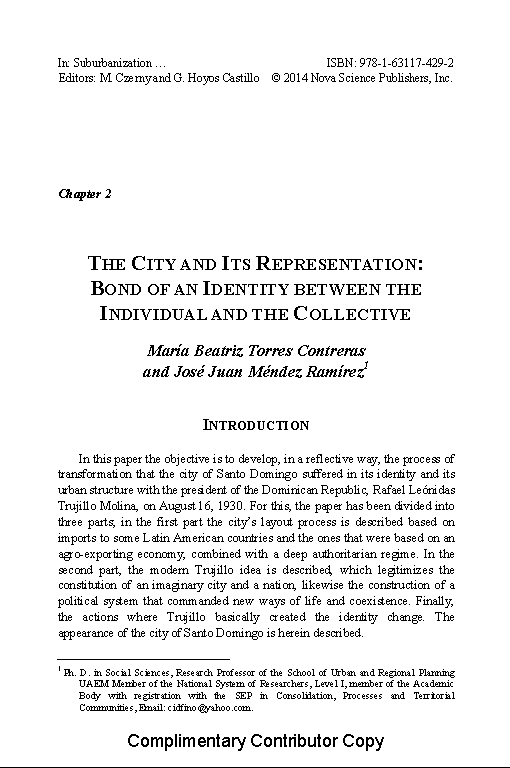 In: Suburbanization … ISBN: 978-1-63117-429-2
Editors: M. Czerny and G. Hoyos Castillo © 2014 Nova Science Publishers, Inc.
Chapter 2
THE CITY AND ITS REPRESENTATION:
BOND OF AN IDENTITY BETWEEN THE
INDIVIDUAL AND THE COLLECTIVE
María Beatriz Torres Contreras
and José Juan Méndez Ramírez1
INTRODUCTION
In this paper the objective is to develop, in a reflective way, the process of
transformation that the city of Santo Domingo suffered in its identity and its
urban structure with the president of the Dominican Republic, Rafael Leónidas
Trujillo Molina, on August 16, 1930. For this, the paper has been divided into
three parts, in the first part the city’s layout process is described based on
imports to some Latin American countries and the ones that were based on an
agro-exporting economy, combined with a deep authoritarian regime. In the
second part, the modern Trujillo idea is described, which legitimizes the
constitution of an imaginary city and a nation, likewise the construction of a
political system that commanded new ways of life and coexistence. Finally,
the actions where Trujillo basically created the identity change. The
appearance of the city of Santo Domingo is herein described.
1 Ph. D. in Social Sciences, Research Professor of the School of Urban and Regional Planning
UAEM Member of the National System of Researchers, Level I, member of the Academic
Body with registration with the SEP in Consolidation, Processes and Territorial
Communities, Email: cidfino@yahoo.com.
Complimentary Contributor Copy